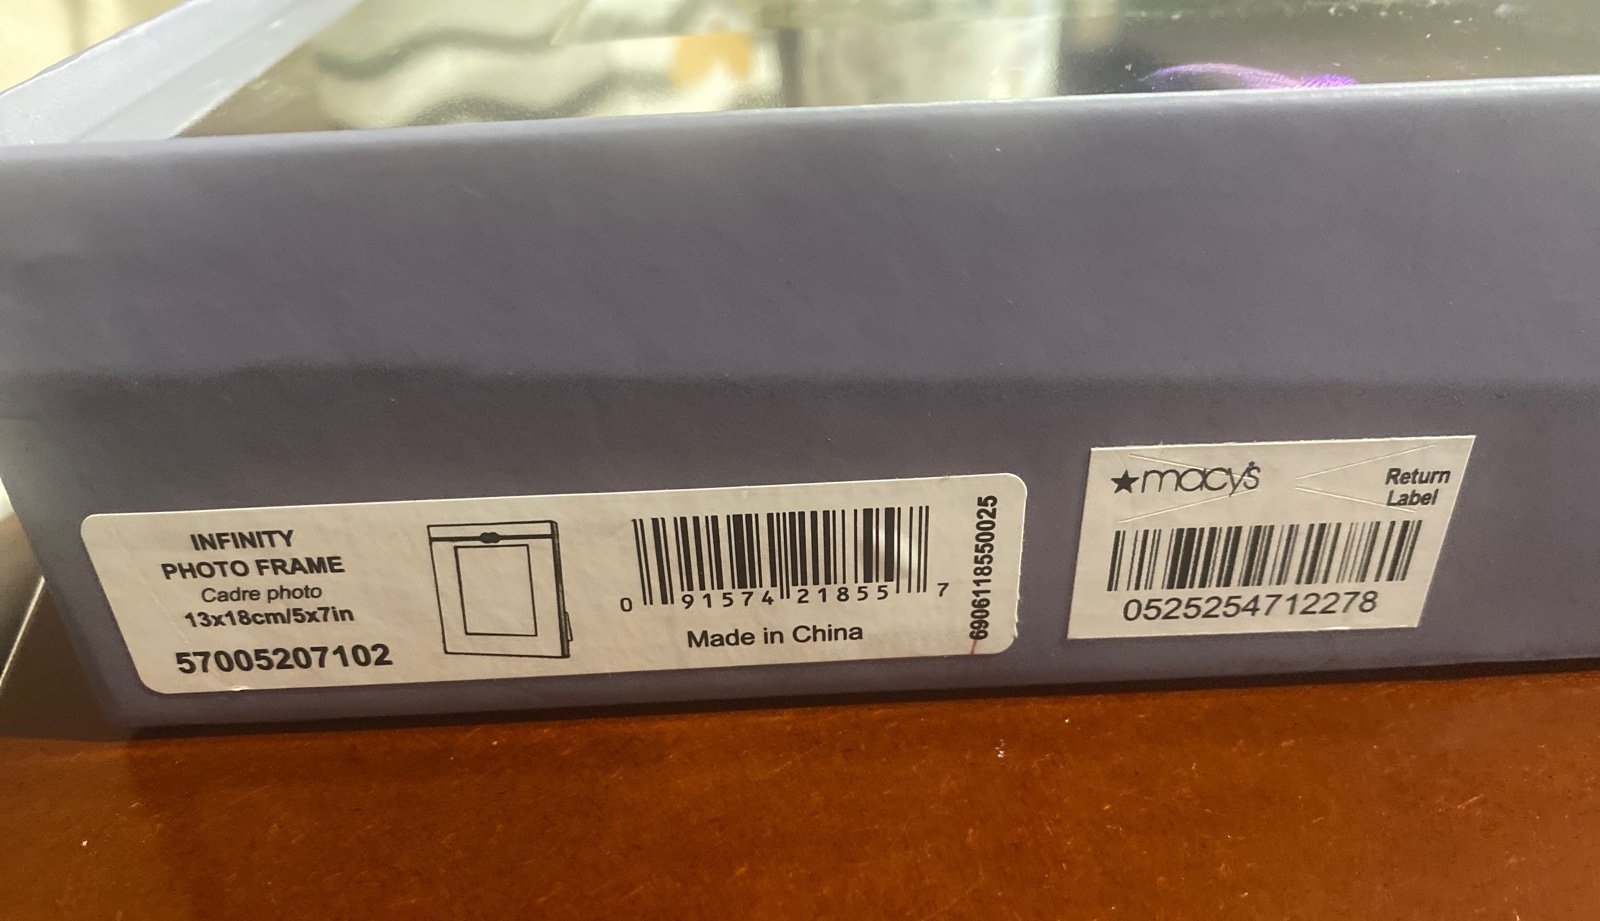 INFINITY
PHOTO FRAME
Cadre photo
13x18cm/5x7in
57005207102
0 91574 21855 7
Made in China
6906118550025
★macy's
Return
Label
0525254712278